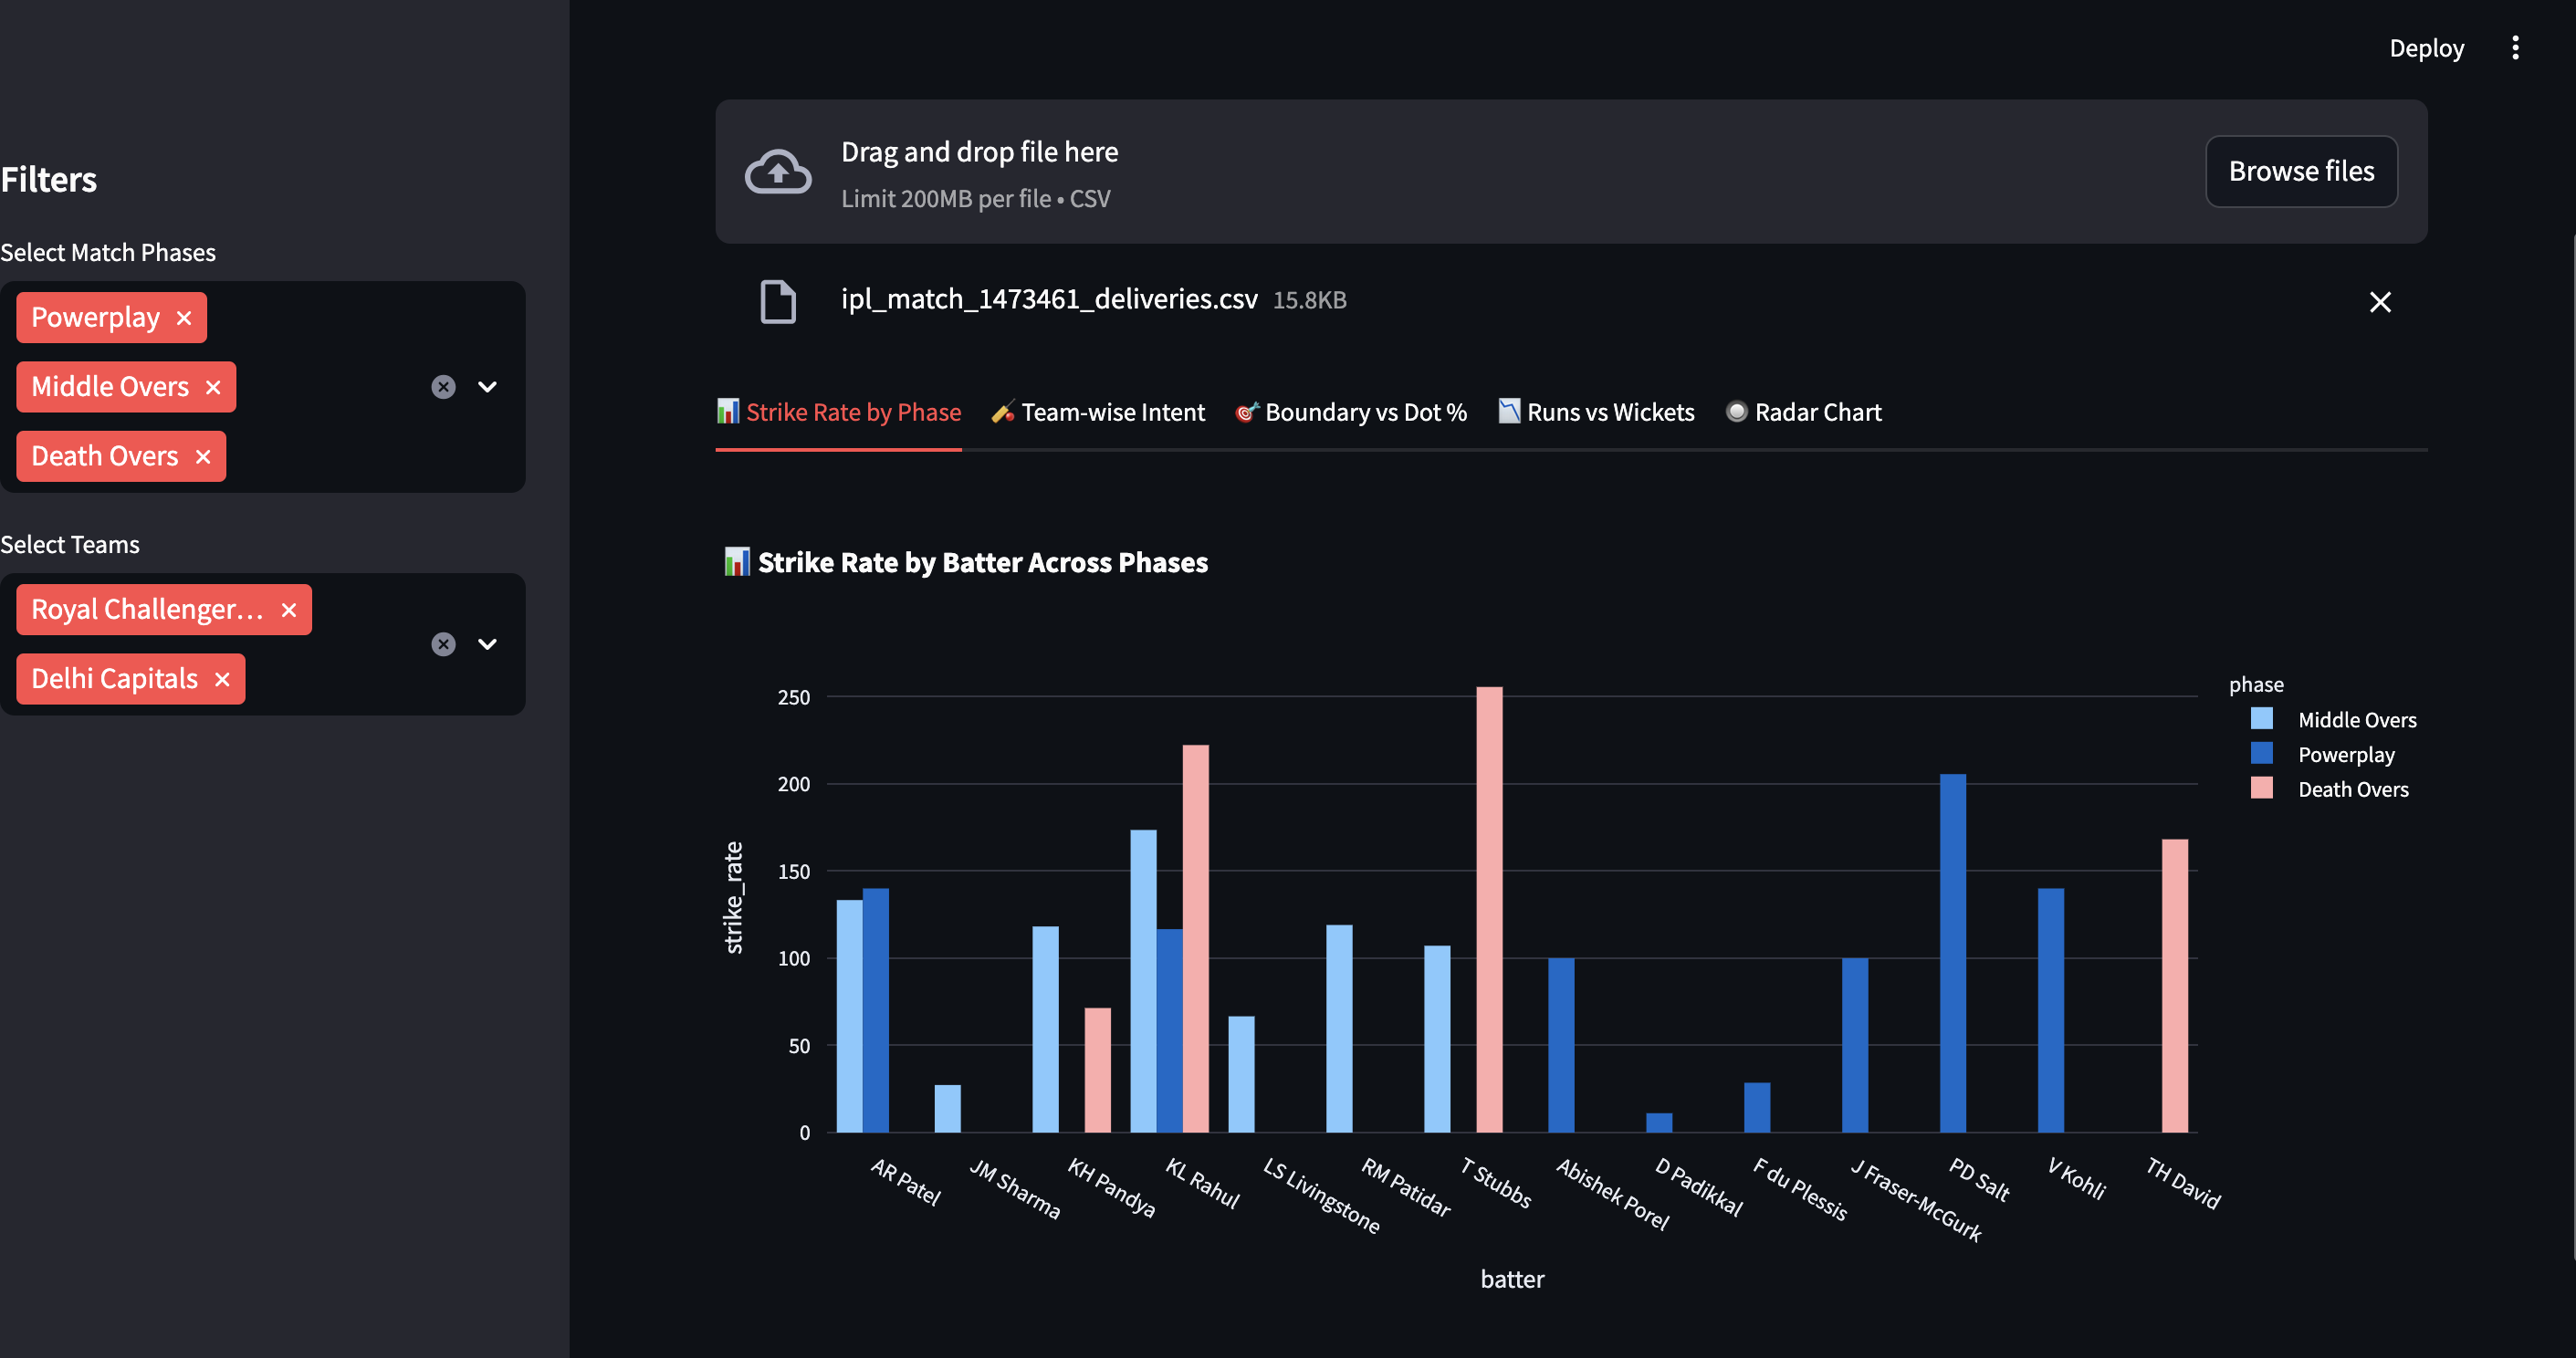 Deploy
Filters
Select Match Phases
Powerplay
Middle Overs
Death Overs
Select Teams
Royal Challenger...
Delhi Capitals
Drag and drop file here
Limit 200MB per file • CSV
Browse files
ipl_match_1473461_deliveries.csv 15.8KB
Strike Rate by Phase Team-wise Intent Boundary vs Dot % Runs vs Wickets Radar Chart
Strike Rate by Batter Across Phases
strike_rate
250
200
150
100
50
0
AR Patel
JM Sharma
KH Pandya
KL Rahul
LS Livingstone
RM Patidar
T Stubbs
Abishek Porel
D Padikkal
F du Plessis
J Fraser-McGurk
PD Salt
V Kohli
TH David
batter
phase
Middle Overs
Powerplay
Death Overs